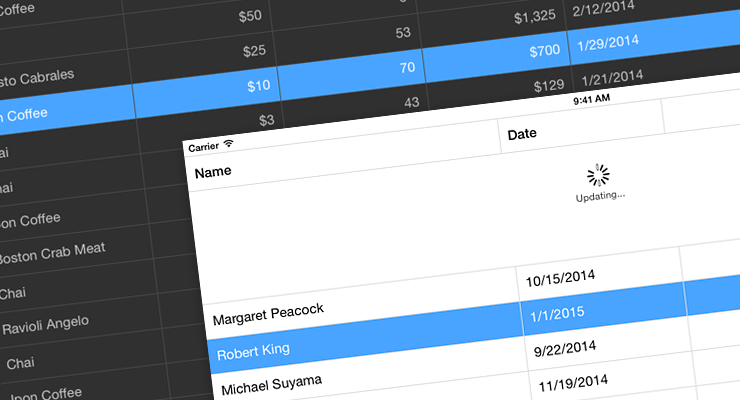 Coffee
$50
$25
53
$1,325
2/12/2014
sto Cabrales
$10
70
$700
1/29/2014
n Coffee
$3
43
$129
1/21/2014
ai
ai
on Coffee
Boston Crab Meat
Chai
Ravioli Angelo
Chai
Ipon Coffee
Carrier
9:41 AM
Name
Date
Updating...
Margaret Peacock
10/15/2014
Robert King
1/1/2015
Michael Suyama
9/22/2014
11/19/2014